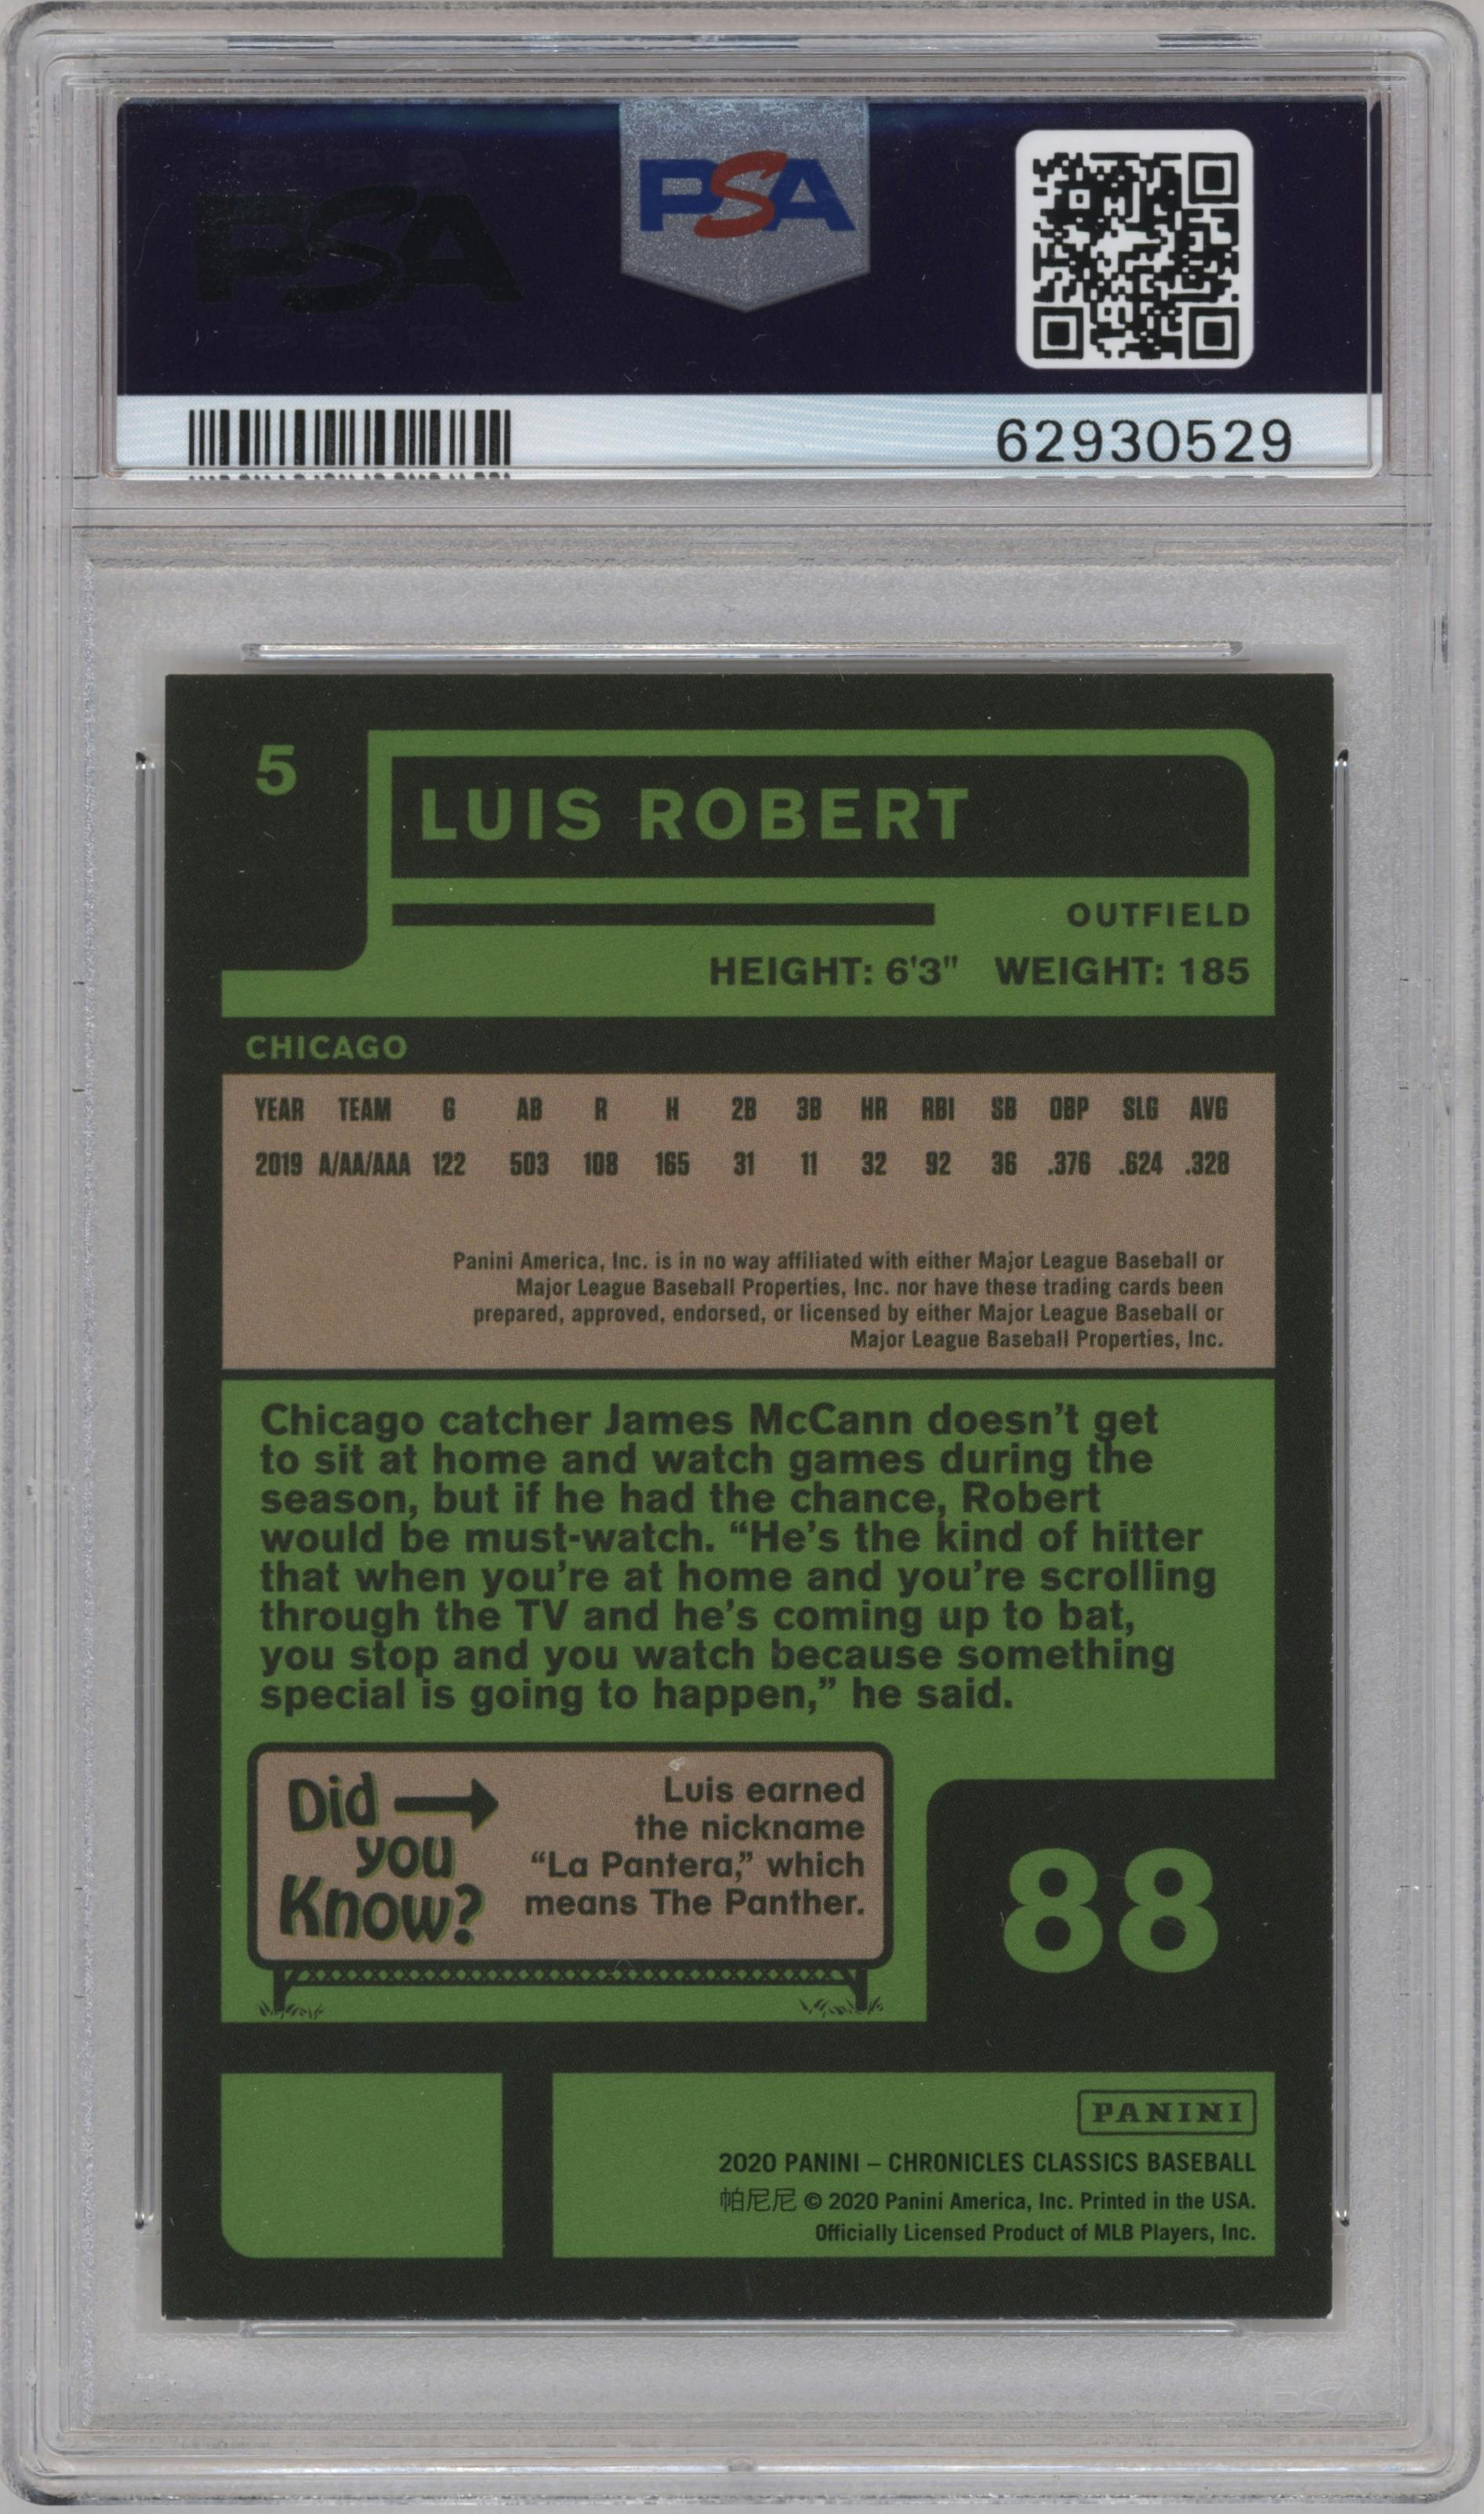 PSA
PSA
62930529
5
LUIS ROBERT
OUTFIELD
HEIGHT: 6'3" WEIGHT: 185
CHICAGO
YEAR TEAM G AB R H 2B 3B HR RBI SB OBP SLG AVG
2019 A/AA/AAA 122 503 108 165 31 11 32 92 36 .376 .624 .328
Panini America, Inc. is in no way affiliated with either Major League Baseball or
Major League Baseball Properties, Inc. nor have these trading cards been
prepared, approved, endorsed, or licensed by either Major League Baseball or
Major League Baseball Properties, Inc.
Chicago catcher James McCann doesn’t get
to sit at home and watch games during the
season, but if he had the chance, Robert
would be must-watch. “He’s the kind of hitter
that when you’re at home and you’re scrolling
through the TV and he’s coming up to bat,
you stop and you watch because something
special is going to happen,” he said.
Did
you
Know?
Luis earned
the nickname
“La Pantera,” which
means The Panther.
88
PANINI
2020 PANINI – CHRONICLES CLASSICS BASEBALL
帕尼尼 © 2020 Panini America, Inc. Printed in the USA.
Officially Licensed Product of MLB Players, Inc.
PSA